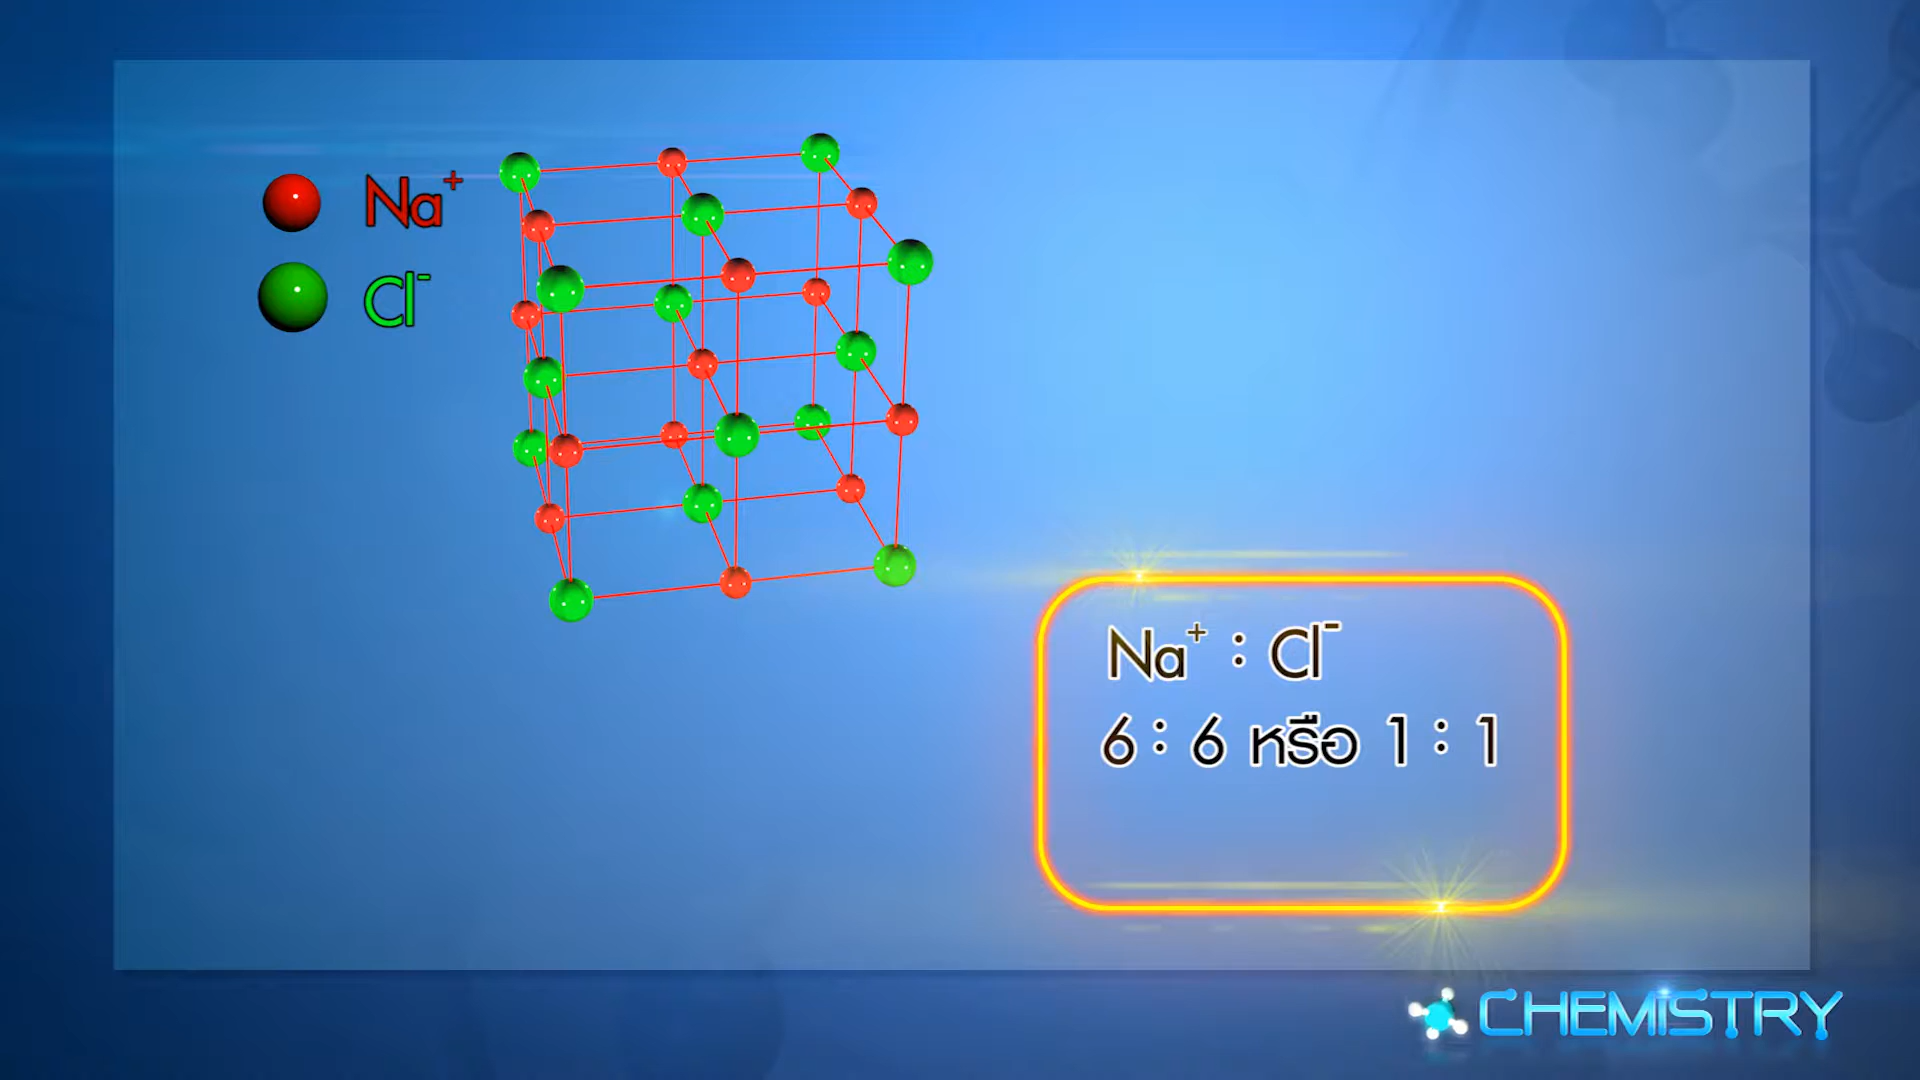 Na⁺
Cl⁻
Na⁺ : Cl⁻
6 : 6 หรือ 1 : 1
CHEMiSTRY